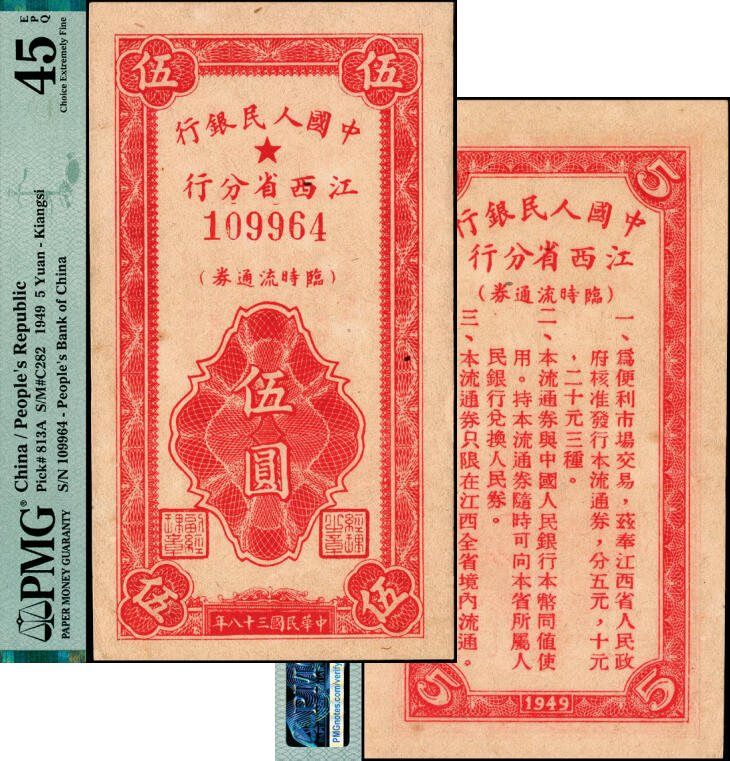 45 EPQ
Choice Extremely Fine
China / People's Republic
Pick# 813A S/M#C282 1949 5 Yuan - Kiangsi
S/N 109964 - People's Bank of China
PMG®
PAPER MONEY GUARANTY
伍
伍
中國人民銀行
江西省分行
109964
（臨時流通券）
伍圓
經理之章
副經理章
伍
伍
中華民國三十八年
5
中國人民銀行
江西省分行
（臨時流通券）
一、爲便利市場交易，茲奉江西省人民政
府核准發行本流通券，分五元，十元
，二十元三種。
二、本流通券與中國人民銀行本幣同值使
用。持本流通券隨時可向本省所屬人
民銀行兌換人民券。
三、本流通券只限在江西全省境內流通。
5
1949
5
PMGnotes.com/verify